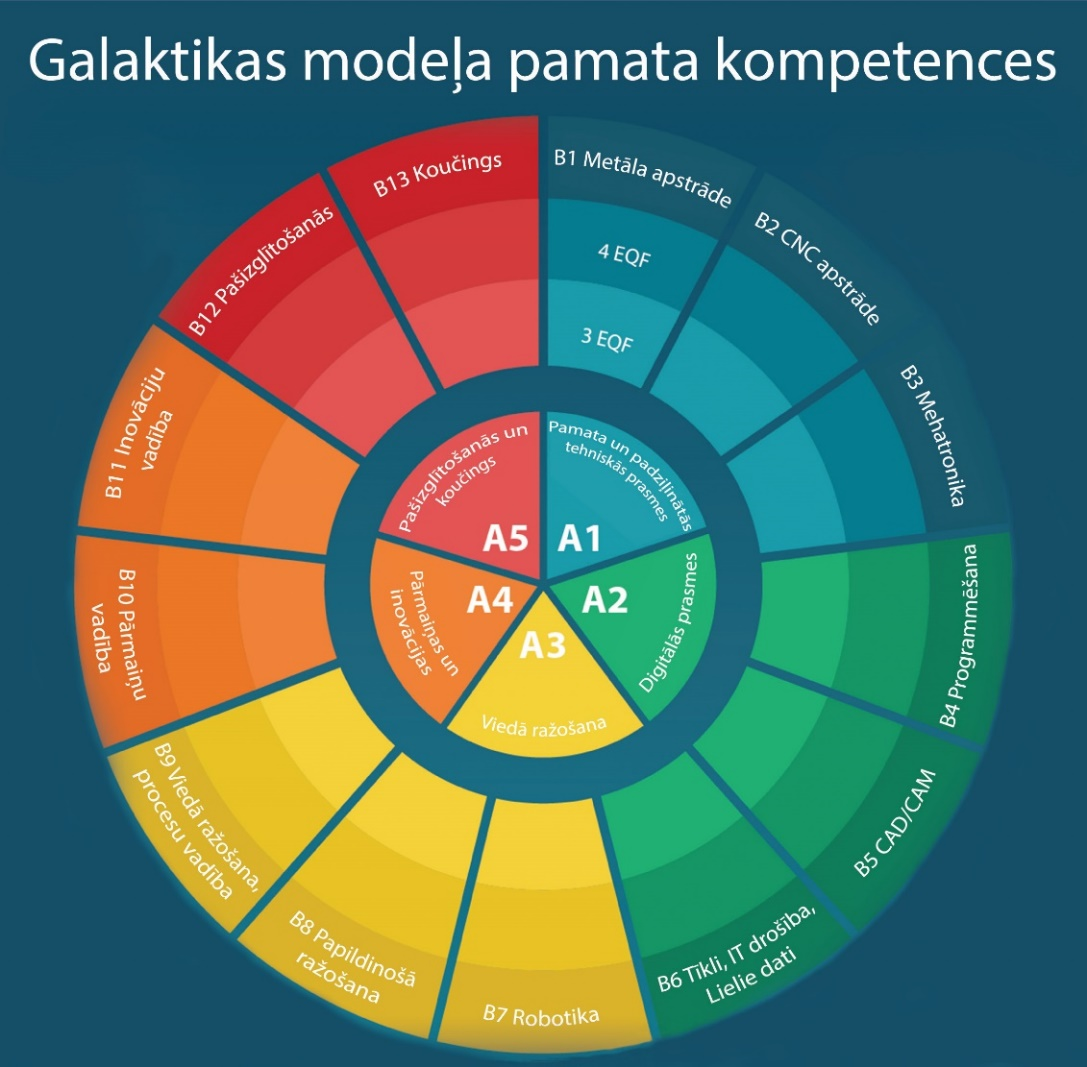 Galaktikas modeļa pamata kompetences
B1 Metāla apstrāde
4 EQF
3 EQF
B2 CNC apstrāde
B3 Mehatronika
B4 Programmēšana
B5 CAD/CAM
B6 Tīkli, IT drošība,
Lielie dati
B7 Robotika
B8 Papildinošā
ražošana
B9 Viedā ražošana,
procesu vadība
B10 Pārmaiņu
vadība
B11 Inovāciju
vadība
B12 Pašizglītošanās
B13 Koučings
Pamata un padziļinātās
tehniskās prasmes
A1
Digitālās prasmes
A2
A3
Viedā ražošana
Pārmaiņas un
inovācijas
A4
Pašizglītošanās un
koučings
A5